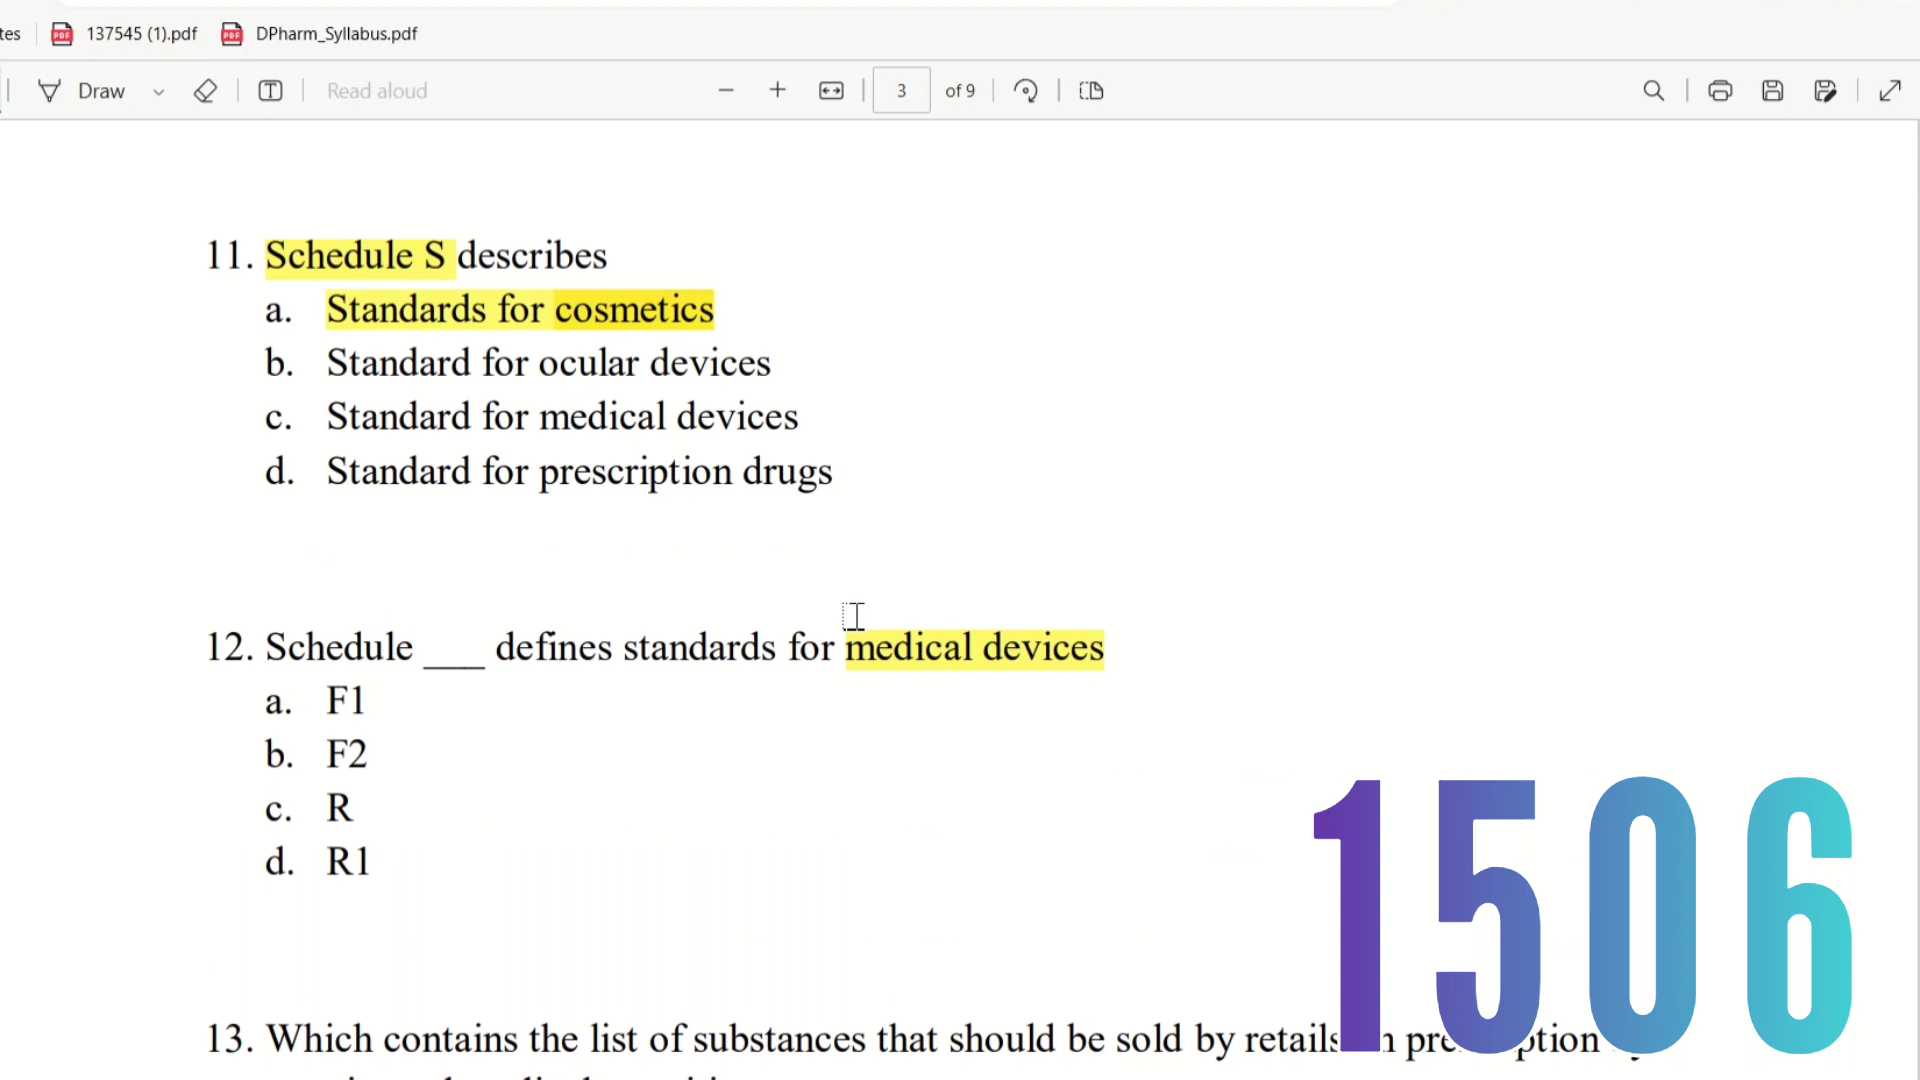 tes 137545 (1).pdf DPharm_Syllabus.pdf
Draw Read aloud 3 of 9
11. Schedule S describes
a. Standards for cosmetics
b. Standard for ocular devices
c. Standard for medical devices
d. Standard for prescription drugs
12. Schedule ___ defines standards for medical devices
a. F1
b. F2
c. R
d. R1
13. Which contains the list of substances that should be sold by retails
1506